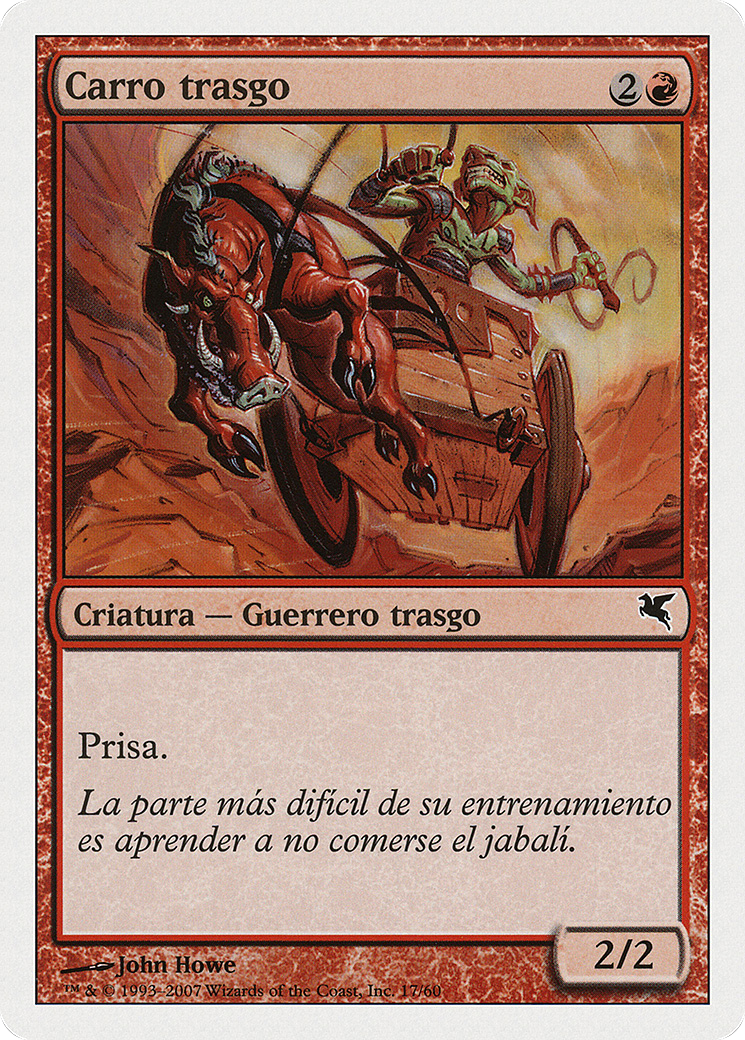 Carro trasgo
2
Criatura — Guerrero trasgo
Prisa.
La parte más difícil de su entrenamiento
es aprender a no comerse el jabalí.
2/2
John Howe
™ & © 1993–2007 Wizards of the Coast, Inc. 17/60